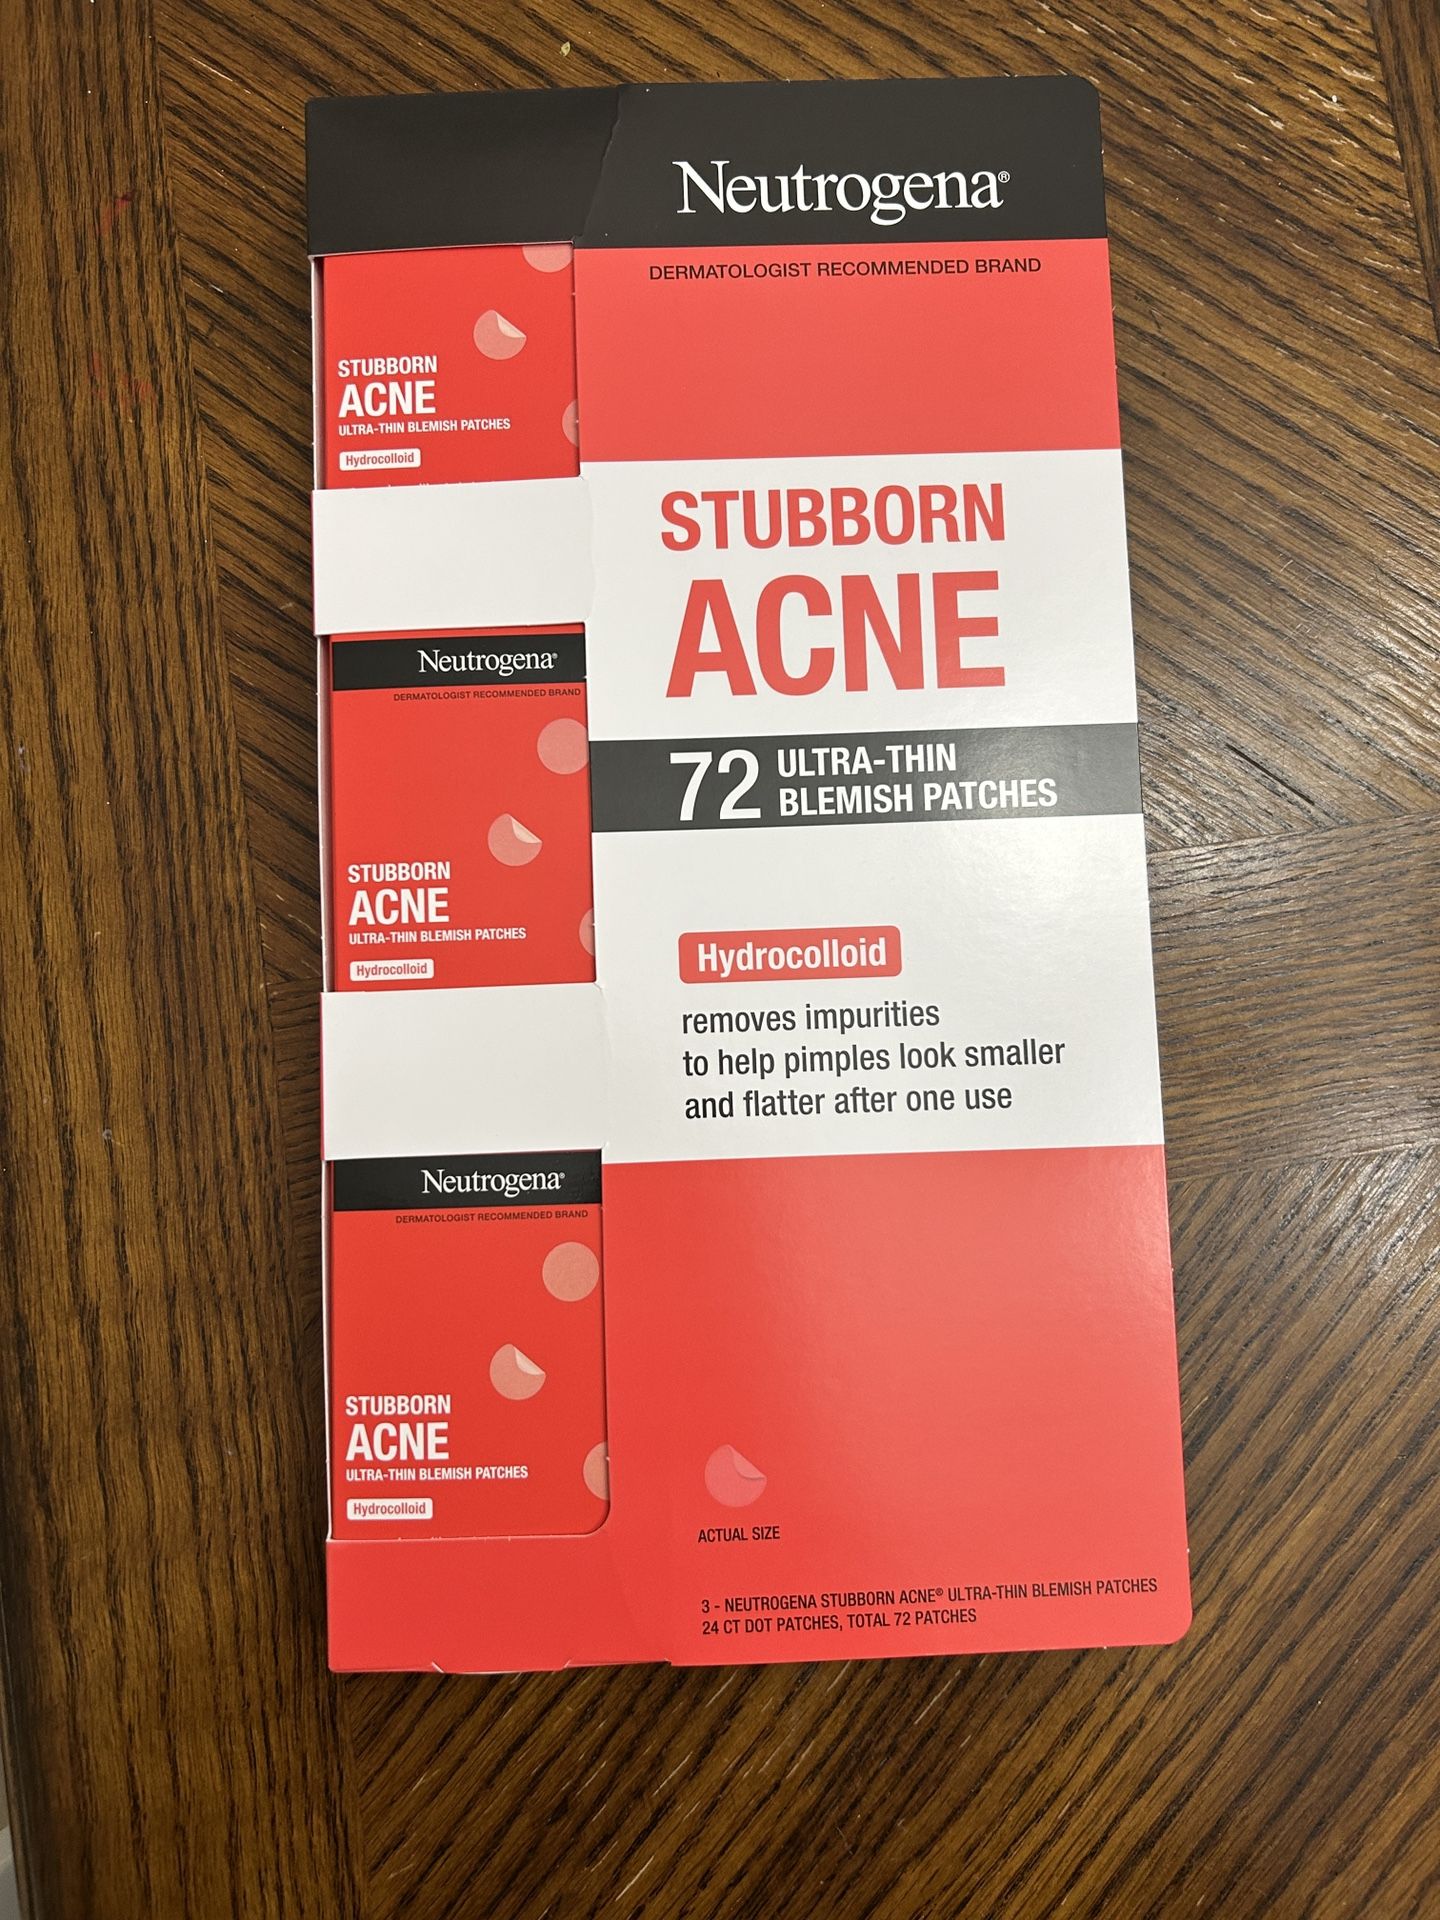 Neutrogena®
DERMATOLOGIST RECOMMENDED BRAND
STUBBORN
ACNE
ULTRA-THIN BLEMISH PATCHES
Hydrocolloid
STUBBORN
ACNE
Neutrogena®
DERMATOLOGIST RECOMMENDED BRAND
72 ULTRA-THIN
BLEMISH PATCHES
STUBBORN
ACNE
ULTRA-THIN BLEMISH PATCHES
Hydrocolloid
Hydrocolloid
removes impurities
to help pimples look smaller
and flatter after one use
Neutrogena®
DERMATOLOGIST RECOMMENDED BRAND
STUBBORN
ACNE
ULTRA-THIN BLEMISH PATCHES
Hydrocolloid
ACTUAL SIZE
3 - NEUTROGENA STUBBORN ACNE® ULTRA-THIN BLEMISH PATCHES
24 CT DOT PATCHES, TOTAL 72 PATCHES